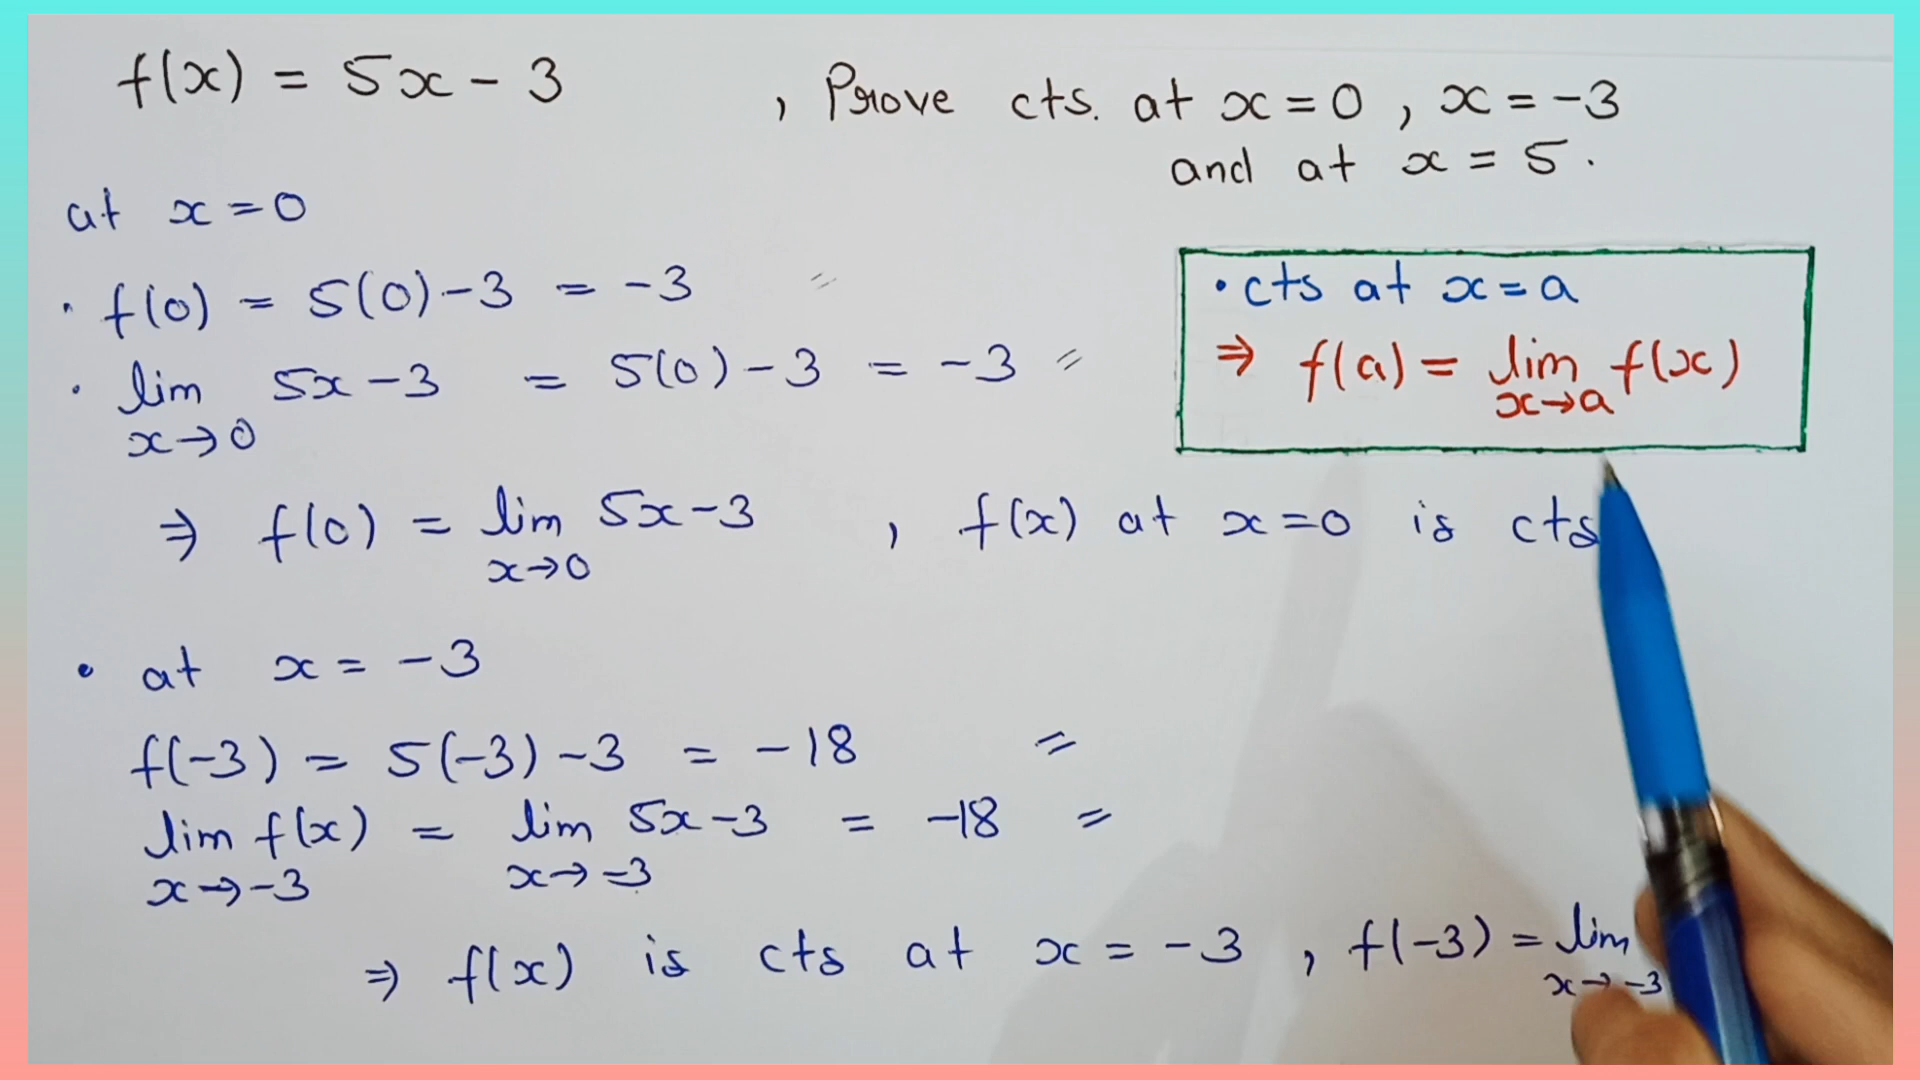 f(x) = 5x - 3 , Prove cts. at x = 0 , x = -3
and at x = 5 .
at x = 0
• f(0) = 5(0) - 3 = -3 =
• lim 5x - 3 = 5(0) - 3 = -3 =
x→0
• cts at x = a
⇒ f(a) = lim f(x)
x→a
⇒ f(0) = lim 5x - 3 , f(x) at x = 0 is cts
x→0
• at x = -3
f(-3) = 5(-3) - 3 = -18 =
lim f(x) = lim 5x - 3 = -18 =
x→-3 x→-3
⇒ f(x) is cts at x = -3 , f(-3) = lim
x→-3